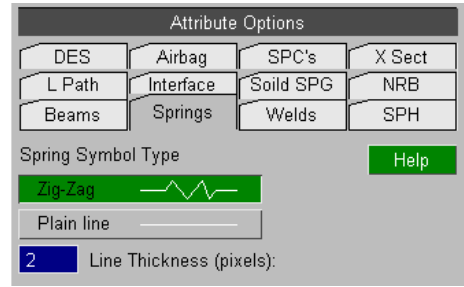 Attribute Options
DES Airbag SPC's X Sect
L Path Interface Soild SPG NRB
Beams Springs Welds SPH
Spring Symbol Type Help
Zig-Zag
Plain line
2 Line Thickness (pixels):